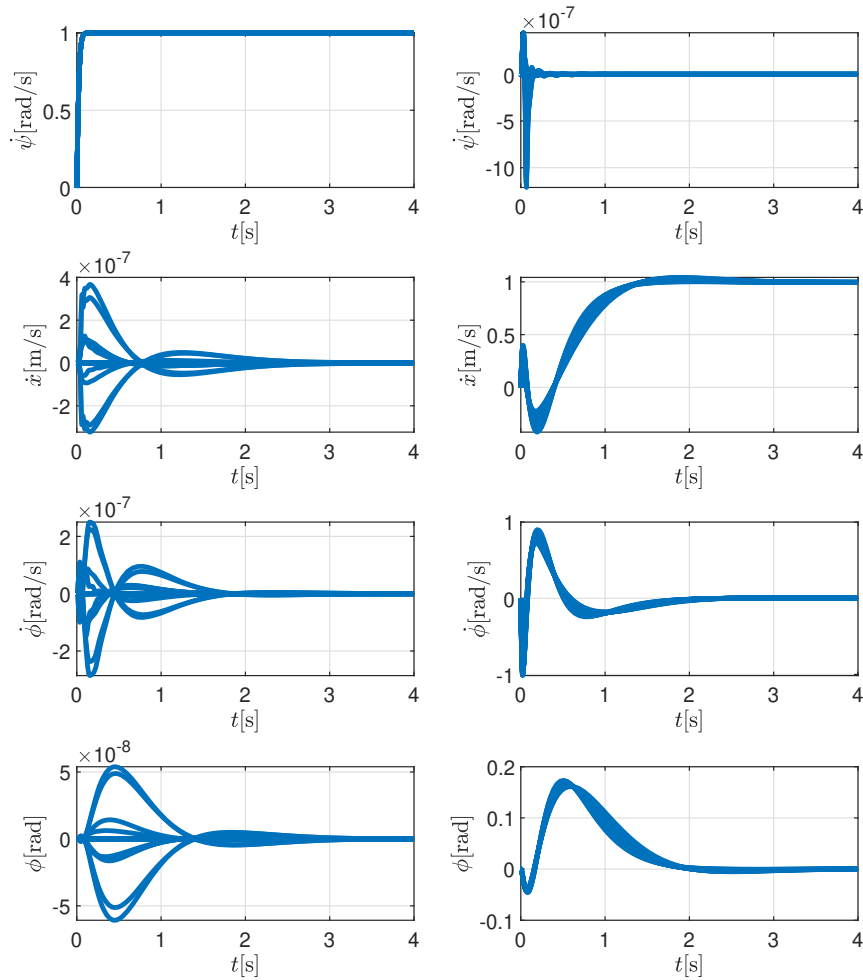 1
0.5
0
0 1 2 3 4
t[s]
ψ̇[rad/s]
×10⁻⁷
0
-5
-10
0 1 2 3 4
t[s]
ψ̇[rad/s]
×10⁻⁷
4
2
0
-2
0 1 2 3 4
t[s]
ẋ[m/s]
1
0.5
0
0 1 2 3 4
t[s]
ẋ[m/s]
×10⁻⁷
2
0
-2
0 1 2 3 4
t[s]
ϕ̇[rad/s]
1
0
-1
0 1 2 3 4
t[s]
ϕ̇[rad/s]
×10⁻⁸
5
0
-5
0 1 2 3 4
t[s]
ϕ[rad]
0.2
0.1
0
-0.1
0 1 2 3 4
t[s]
ϕ[rad]